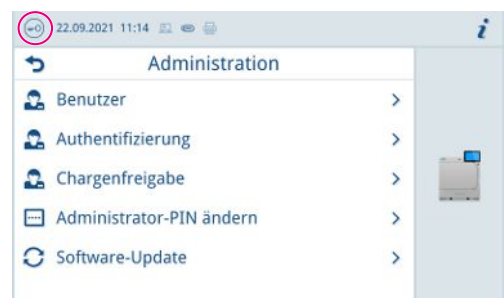 22.09.2021 11:14
i
Administration
Benutzer
Authentifizierung
Chargenfreigabe
Administrator-PIN ändern
Software-Update